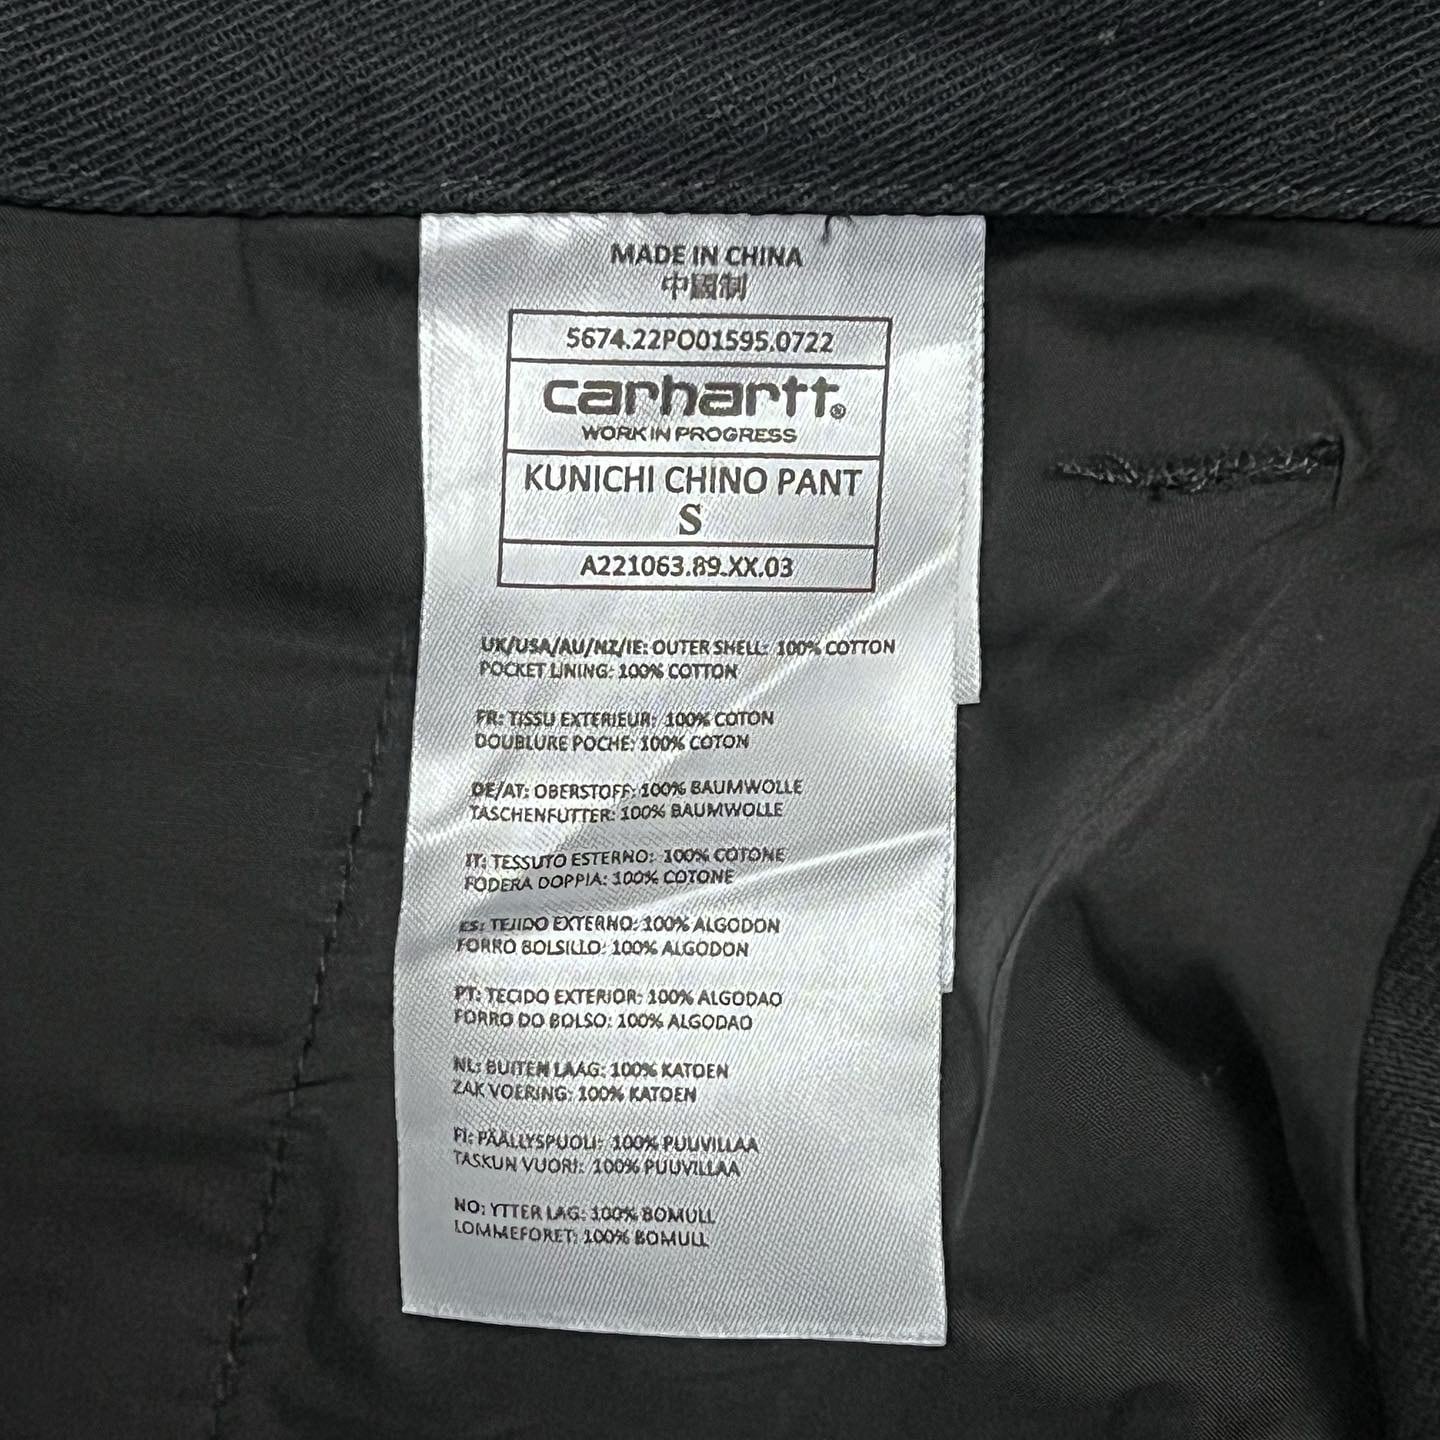 MADE IN CHINA
中國制
5674.22PO01595.0722
carhartt®
WORK IN PROGRESS
KUNICHI CHINO PANT
S
A221063.89.XX.03
UK/USA/AU/NZ/IE: OUTER SHELL: 100% COTTON
POCKET LINING: 100% COTTON
FR: TISSU EXTERIEUR: 100% COTON
DOUBLURE POCHE: 100% COTON
DE/AT: OBERSTOFF: 100% BAUMWOLLE
TASCHENFUTTER: 100% BAUMWOLLE
IT: TESSUTO ESTERNO: 100% COTONE
FODERA DOPPIA: 100% COTONE
ES: TEJIDO EXTERNO: 100% ALGODON
FORRO BOLSILLO: 100% ALGODON
PT: TECIDO EXTERIOR: 100% ALGODAO
FORRO DO BOLSO: 100% ALGODAO
NL: BUITEN LAAG: 100% KATOEN
ZAK VOERING: 100% KATOEN
FI: PÄÄLLYSPUOLI: 100% PUUVILLAA
TASKUN VUORI: 100% PUUVILLAA
NO: YTTER LAG: 100% BOMULL
LOMMEFORET: 100% BOMULL